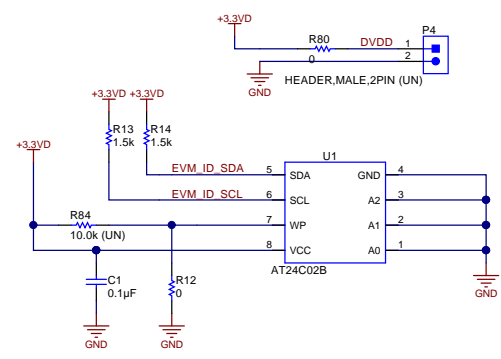 +3.3VD
P4
R80
DVDD
1
0
2
GND
HEADER,MALE,2PIN (UN)
+3.3VD
+3.3VD
R13
R14
1.5k
1.5k
+3.3VD
U1
EVM_ID_SDA
5
SDA
GND
4
EVM_ID_SCL
6
SCL
A2
3
R84
7
WP
A1
2
10.0k (UN)
8
VCC
A0
1
AT24C02B
C1
0.1µF
R12
0
GND
GND
GND